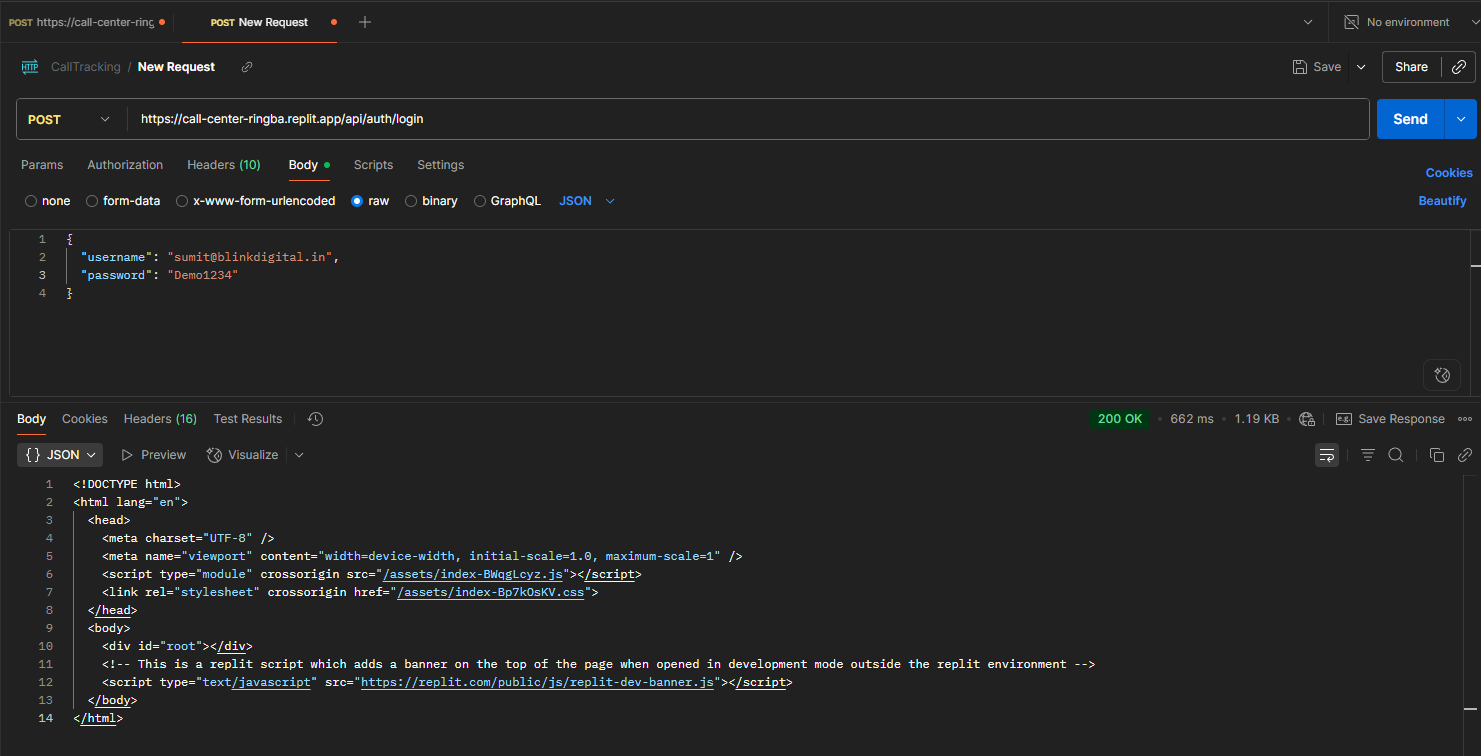 POST https://call-center-ring
POST New Request
No environment
HTTP CallTracking / New Request
Save
Share
POST
https://call-center-ringba.replit.app/api/auth/login
Send
Params Authorization Headers (10) Body Scripts Settings
Cookies
none form-data x-www-form-urlencoded raw binary GraphQL JSON
Beautify
1 {
2 "username": "sumit@blinkdigital.in",
3 "password": "Demo1234"
4 }
Body Cookies Headers (16) Test Results
200 OK • 662 ms • 1.19 KB • e.g. Save Response
{} JSON Preview Visualize
1 <!DOCTYPE html>
2 <html lang="en">
3 <head>
4 <meta charset="UTF-8" />
5 <meta name="viewport" content="width=device-width, initial-scale=1.0, maximum-scale=1" />
6 <script type="module" crossorigin src="/assets/index-BWqgLcyz.js"></script>
7 <link rel="stylesheet" crossorigin href="/assets/index-Bp7kOsKV.css">
8 </head>
9 <body>
10 <div id="root"></div>
11 <!-- This is a replit script which adds a banner on the top of the page when opened in development mode outside the replit environment -->
12 <script type="text/javascript" src="https://replit.com/public/js/replit-dev-banner.js"></script>
13 </body>
14 </html>